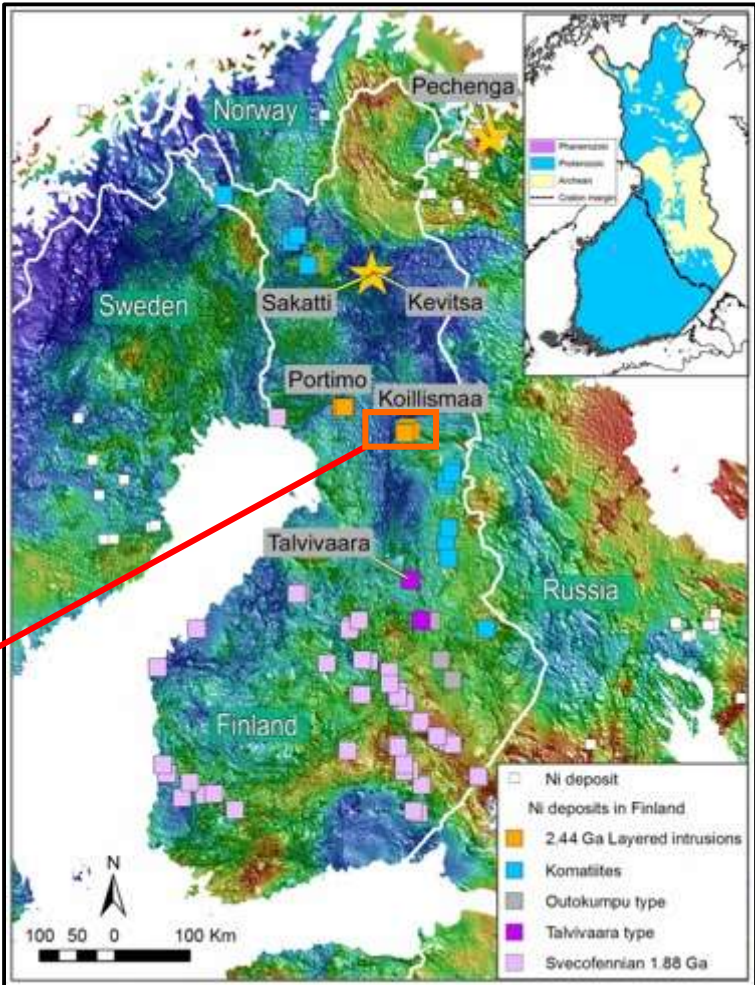 Pechenga
Norway
Phanerozoic
Proterozoic
Archean
Craton margin
Sweden
Sakatti
Kevitsa
Portimo
Koillismaa
Talvivaara
Russia
Finland
Ni deposit
Ni deposits in Finland
2.44 Ga Layered intrusions
Komatiites
Outokumpu type
Talvivaara type
Svecofennian 1.88 Ga
N
100 50 0 100 Km